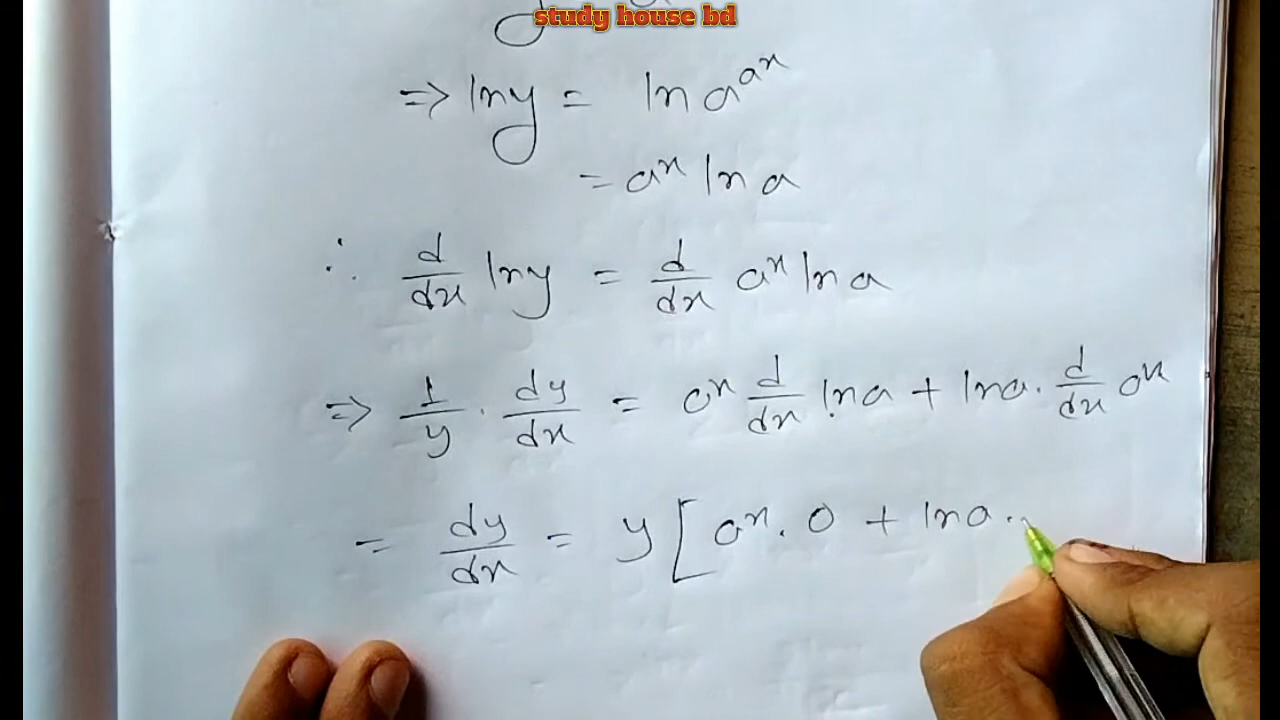 study house bd
y
=> lny = ln a^a^x
= a^x ln a
∴ d/dx lny = d/dx a^x ln a
=> 1/y . dy/dx = a^x d/dx lna + lna. d/dx a^x
= dy/dx = y [ a^x . 0 + lna .